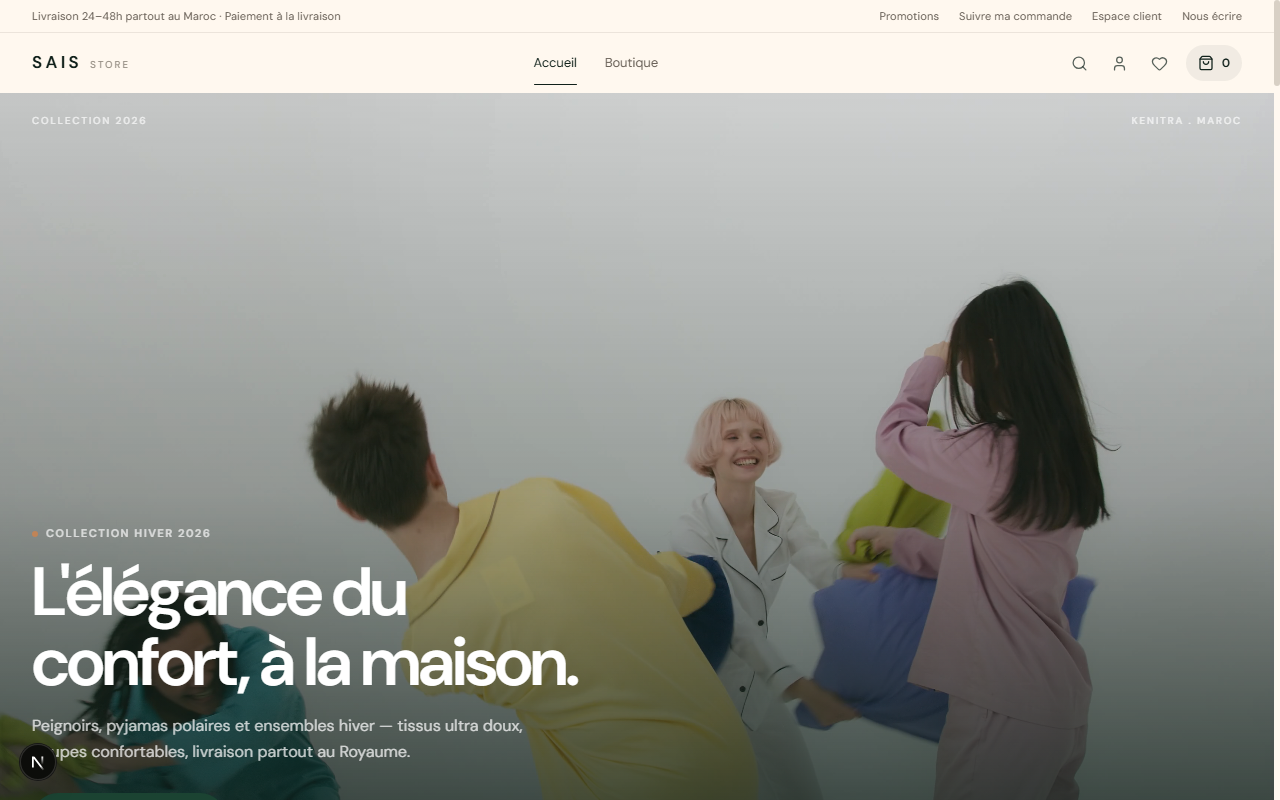 Livraison 24–48h partout au Maroc · Paiement à la livraison
Promotions
Suivre ma commande
Espace client
Nous écrire
SAIS STORE
Accueil
Boutique
0
COLLECTION 2026
KENITRA . MAROC
COLLECTION HIVER 2026
L'élégance du
confort, à la maison.
Peignoirs, pyjamas polaires et ensembles hiver — tissus ultra doux,
confortables, livraison partout au Royaume.
N